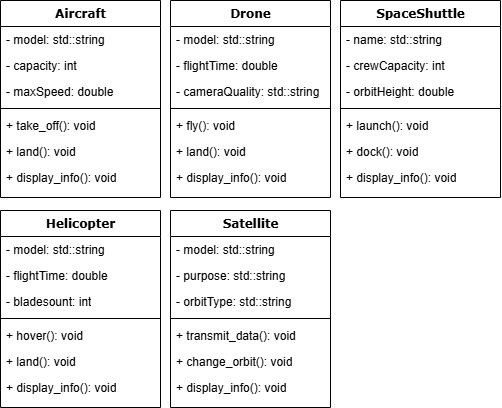 Aircraft
- model: std::string
- capacity: int
- maxSpeed: double
+ take_off(): void
+ land(): void
+ display_info(): void
Drone
- model: std::string
- flightTime: double
- cameraQuality: std::string
+ fly(): void
+ land(): void
+ display_info(): void
SpaceShuttle
- name: std::string
- crewCapacity: int
- orbitHeight: double
+ launch(): void
+ dock(): void
+ display_info(): void
Helicopter
- model: std::string
- flightTime: double
- bladesount: int
+ hover(): void
+ land(): void
+ display_info(): void
Satellite
- model: std::string
- purpose: std::string
- orbitType: std::string
+ transmit_data(): void
+ change_orbit(): void
+ display_info(): void